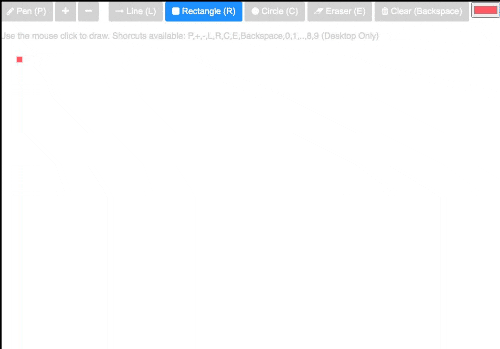 Pen (P) + - Line (L) Rectangle (R) Circle (C) Eraser (E) Clear (Backspace)
Use the mouse click to draw. Shorcuts available: P,+,-,L,R,C,E,Backspace,0,1,..,8,9 (Desktop Only)